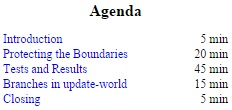 Agenda
Introduction 5 min
Protecting the Boundaries 20 min
Tests and Results 45 min
Branches in update-world 15 min
Closing 5 min